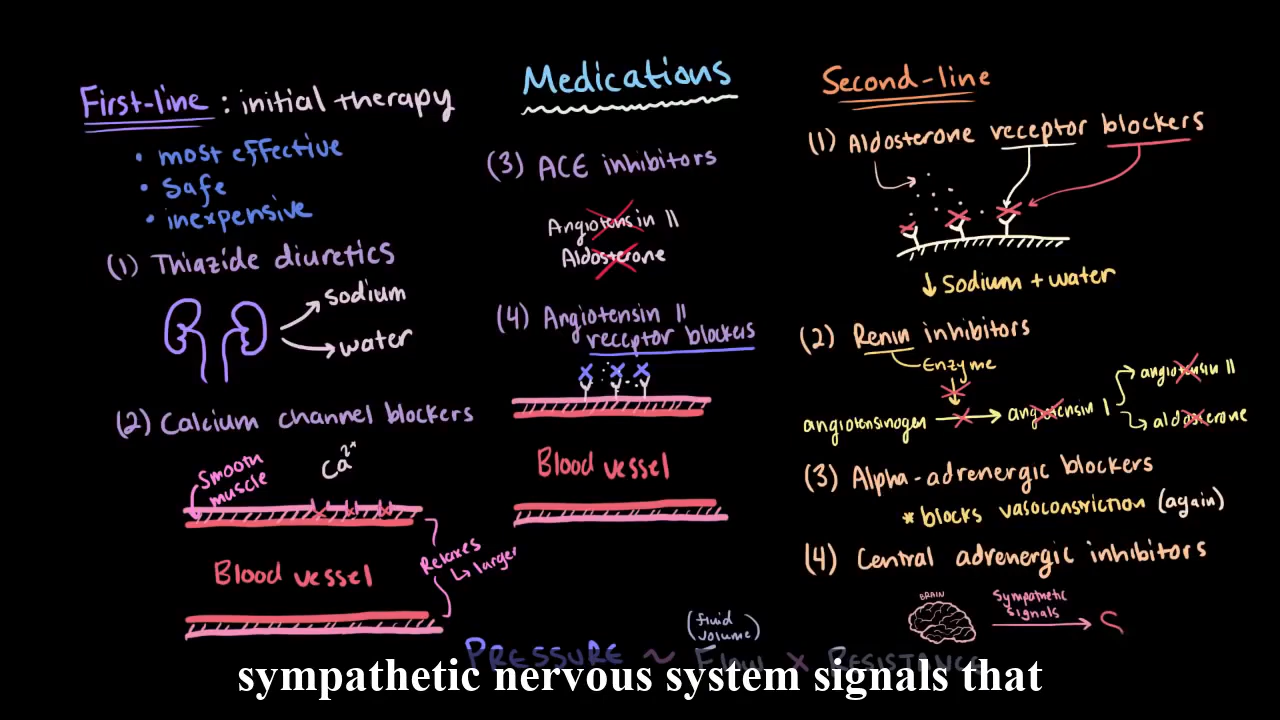 First-line : initial therapy
• most effective
• safe
• inexpensive
(1) Thiazide diuretics
sodium
water
(2) Calcium channel blockers
Smooth
muscle
Ca²⁺
Blood vessel
Relaxes
↳ larger
Medications
(3) ACE inhibitors
Angiotensin II
Aldosterone
(4) Angiotensin II
receptor blockers
Blood vessel
Second-line
(1) Aldosterone receptor blockers
↓ Sodium + water
(2) Renin inhibitors
Enzyme
angiotensinogen → angiotensin I
angiotensin II
aldosterone
(3) Alpha-adrenergic blockers
* blocks vasoconstriction (again)
(4) Central adrenergic inhibitors
BRAIN
Sympathetic
signals
(fluid
volume)
PRESSURE ~ Flow × RESISTANCE
sympathetic nervous system signals that